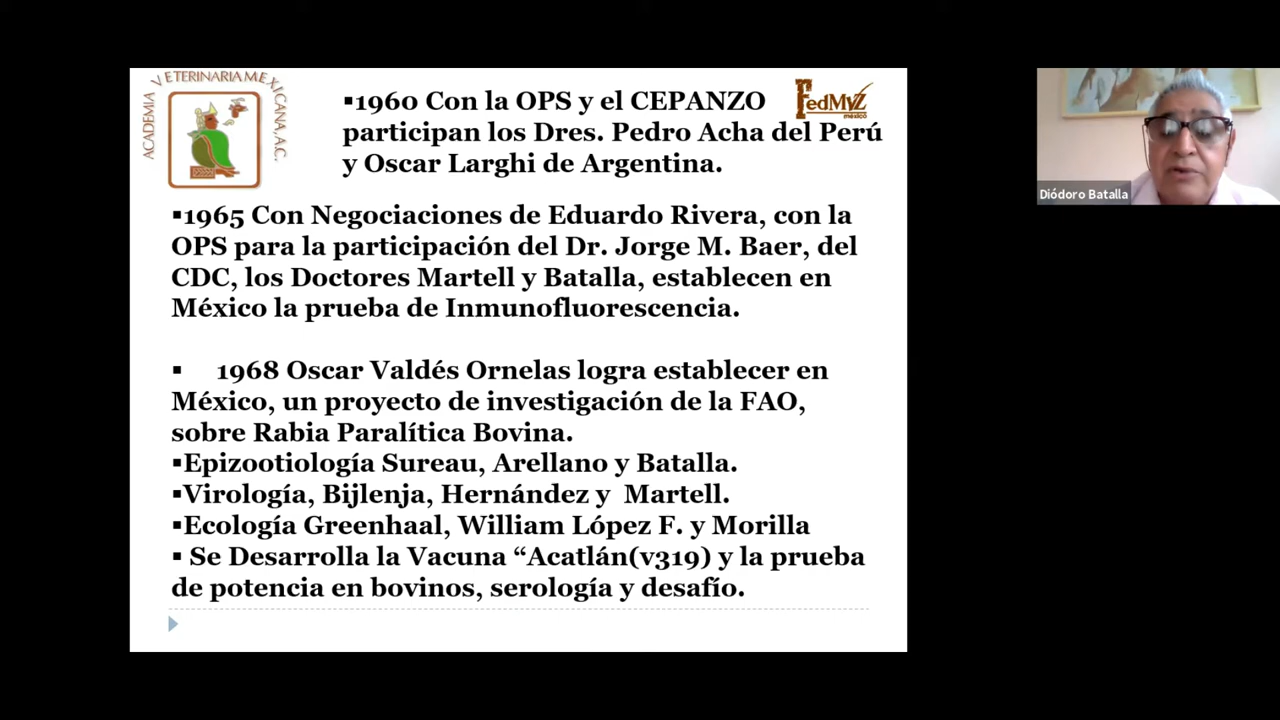 ACADEMIA VETERINARIA MEXICANA, A.C.
▪1960 Con la OPS y el CEPANZO
FedMVZ
méxico
participan los Dres. Pedro Acha del Perú
y Oscar Larghi de Argentina.
▪1965 Con Negociaciones de Eduardo Rivera, con la
OPS para la participación del Dr. Jorge M. Baer, del
CDC, los Doctores Martell y Batalla, establecen en
México la prueba de Inmunofluorescencia.
▪ 1968 Oscar Valdés Ornelas logra establecer en
México, un proyecto de investigación de la FAO,
sobre Rabia Paralítica Bovina.
▪Epizootiología Sureau, Arellano y Batalla.
▪Virología, Bijlenja, Hernández y Martell.
▪Ecología Greenhaal, William López F. y Morilla
▪ Se Desarrolla la Vacuna “Acatlán(v319) y la prueba
de potencia en bovinos, serología y desafío.
Diódoro Batalla